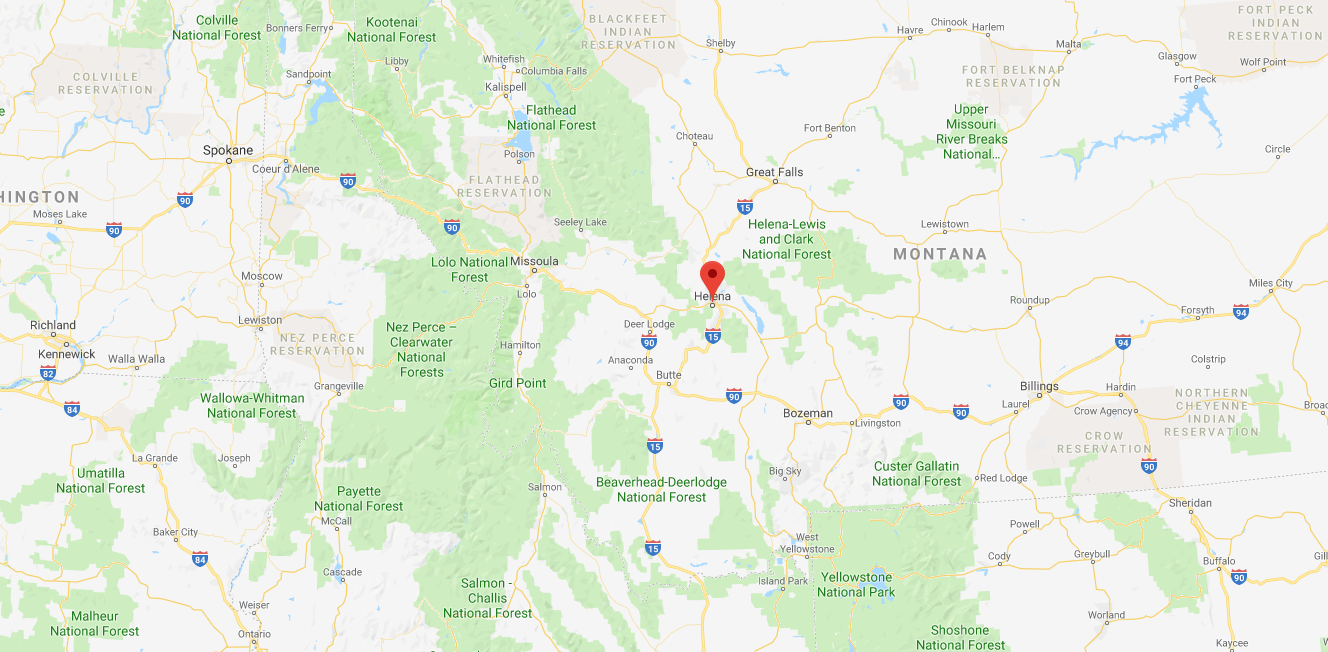 Colville
National Forest
Bonners Ferry
Kootenai
National Forest
BLACKFEET
INDIAN
RESERVATION
Shelby
Havre
Chinook
Harlem
Malta
FORT PECK
INDIAN
RESERVATION
Glasgow
Wolf Point
Fort Peck
COLVILLE
RESERVATION
Sandpoint
Libby
Whitefish
Columbia Falls
Kalispell
FORT BELKNAP
RESERVATION
e
Flathead
National Forest
Upper
Missouri
River Breaks
National...
Choteau
Fort Benton
Circle
Spokane
Coeur d'Alene
Polson
Great Falls
90
FLATHEAD
RESERVATION
HINGTON
90
15
Moses Lake
90
90
Seeley Lake
Helena-Lewis
and Clark
National Forest
Lewistown
MONTANA
Lolo National
Forest
Missoula
Moscow
Lolo
Helena
Roundup
Miles City
Forsyth
94
Richland
Lewiston
NEZ PERCE
RESERVATION
Nez Perce –
Clearwater
National
Forests
Deer Lodge
90
15
94
Kennewick
Walla Walla
Hamilton
Anaconda
Colstrip
82
Butte
Grangeville
Gird Point
90
Billings
Hardin
84
Wallowa-Whitman
National Forest
Bozeman
Livingston
90
90
Laurel
Crow Agency
NORTHERN
CHEYENNE
INDIAN
RESERVATION
Broad
CROW
RESERVATION
15
La Grande
Joseph
Umatilla
National Forest
Big Sky
Custer Gallatin
National Forest
Red Lodge
90
Payette
National Forest
Salmon
Beaverhead-Deerlodge
National Forest
Sheridan
McCall
Baker City
West
Yellowstone
Powell
15
84
Cody
Greybull
Buffalo
Gill
Cascade
Salmon -
Challis
National Forest
Island Park
Yellowstone
National Park
90
Weiser
Worland
Malheur
National Forest
Ontario
Shoshone
National Forest
Kaycee